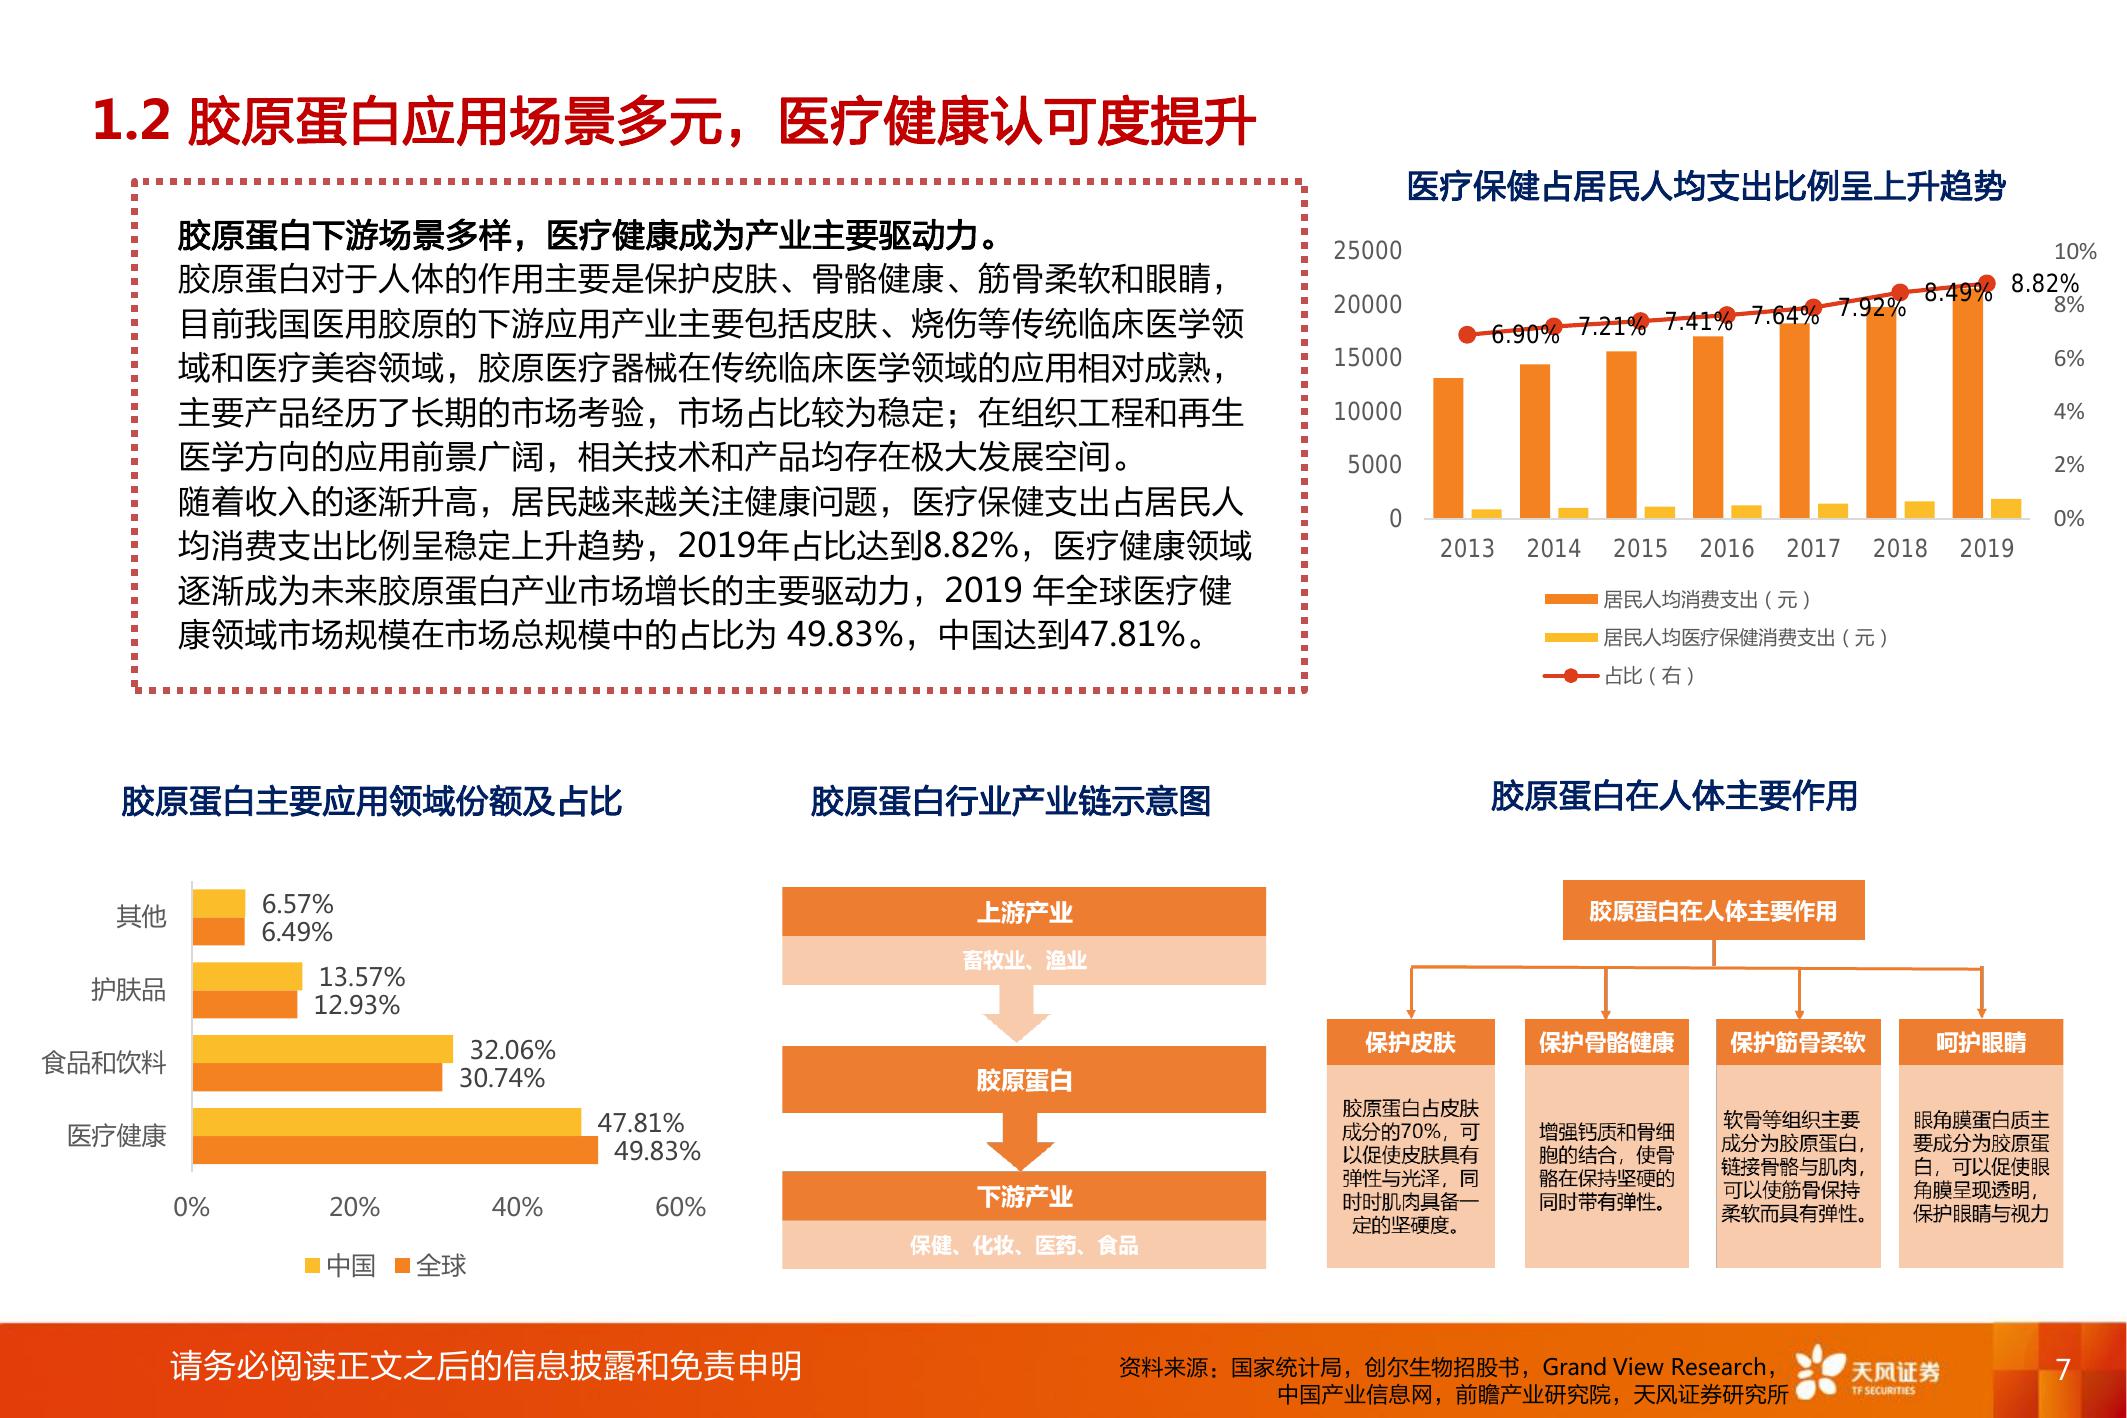 1.2 胶原蛋白应用场景多元，医疗健康认可度提升
胶原蛋白下游场景多样，医疗健康成为产业主要驱动力。
胶原蛋白对于人体的作用主要是保护皮肤、骨骼健康、筋骨柔软和眼睛，
目前我国医用胶原的下游应用产业主要包括皮肤、烧伤等传统临床医学领
域和医疗美容领域，胶原医疗器械在传统临床医学领域的应用相对成熟，
主要产品经历了长期的市场考验，市场占比较为稳定；在组织工程和再生
医学方向的应用前景广阔，相关技术和产品均存在极大发展空间。
随着收入的逐渐升高，居民越来越关注健康问题，医疗保健支出占居民人
均消费支出比例呈稳定上升趋势，2019年占比达到8.82%，医疗健康领域
逐渐成为未来胶原蛋白产业市场增长的主要驱动力，2019 年全球医疗健
康领域市场规模在市场总规模中的占比为 49.83%，中国达到47.81%。
医疗保健占居民人均支出比例呈上升趋势
25000
20000
15000
10000
5000
0
10%
8%
6%
4%
2%
0%
6.90%
7.21%
7.41%
7.64%
7.92%
8.49%
8.82%
2013 2014 2015 2016 2017 2018 2019
居民人均消费支出（元）
居民人均医疗保健消费支出（元）
占比（右）
胶原蛋白主要应用领域份额及占比
其他
6.57%
6.49%
护肤品
13.57%
12.93%
食品和饮料
32.06%
30.74%
医疗健康
47.81%
49.83%
0% 20% 40% 60%
中国 全球
胶原蛋白行业产业链示意图
上游产业
畜牧业、渔业
胶原蛋白
下游产业
保健、化妆、医药、食品
胶原蛋白在人体主要作用
胶原蛋白在人体主要作用
保护皮肤
胶原蛋白占皮肤
成分的70%，可
以促使皮肤具有
弹性与光泽，同
时时肌肉具备一
定的坚硬度。
保护骨骼健康
增强钙质和骨细
胞的结合，使骨
骼在保持坚硬的
同时带有弹性。
保护筋骨柔软
软骨等组织主要
成分为胶原蛋白，
链接骨骼与肌肉，
可以使筋骨保持
柔软而具有弹性。
呵护眼睛
眼角膜蛋白质主
要成分为胶原蛋
白，可以促使眼
角膜呈现透明，
保护眼睛与视力
请务必阅读正文之后的信息披露和免责申明
资料来源：国家统计局，创尔生物招股书，Grand View Research，
中国产业信息网，前瞻产业研究院，天风证券研究所
天风证券
TF SECURITIES
7